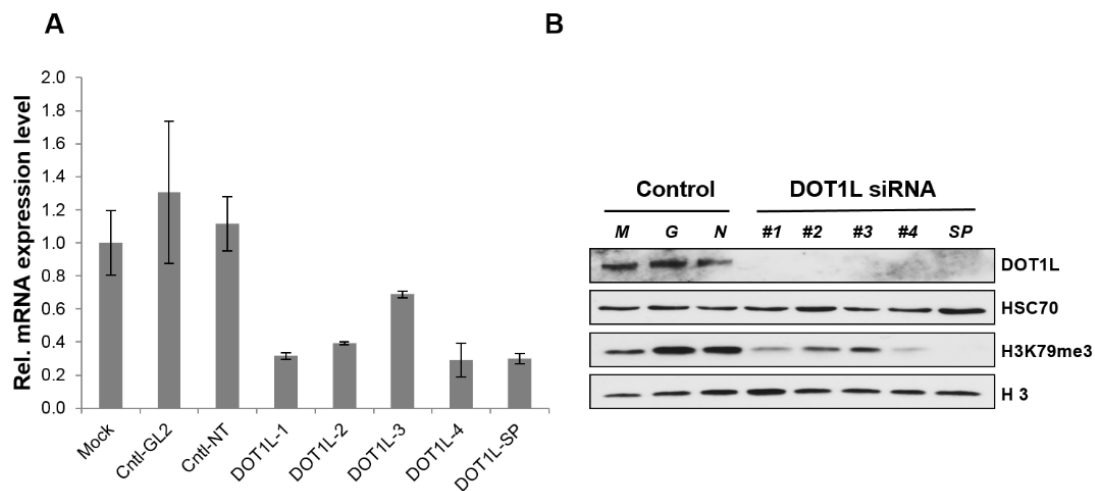 A
B
Rel. mRNA expression level
2.0
1.8
1.6
1.4
1.2
1.0
0.8
0.6
0.4
0.2
0.0
Mock
Cntl-GL2
Cntl-NT
DOT1L-1
DOT1L-2
DOT1L-3
DOT1L-4
DOT1L-SP
Control DOT1L siRNA
M G N #1 #2 #3 #4 SP
DOT1L
HSC70
H3K79me3
H 3